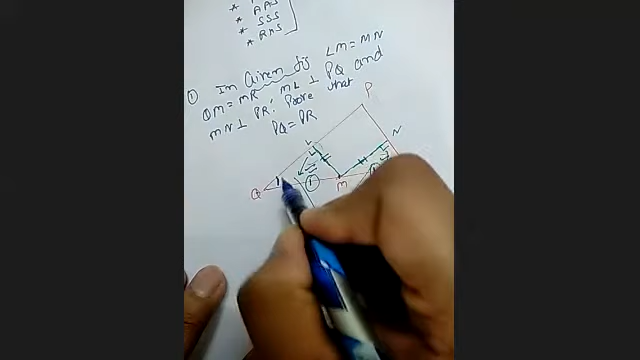 * AAS
* SSS
* RHS
① In Given fig LM = MN
QM = MR, ML ⊥ PQ and
MN ⊥ PR. Prove that
PQ = PR
P
L
N
Q
M
1